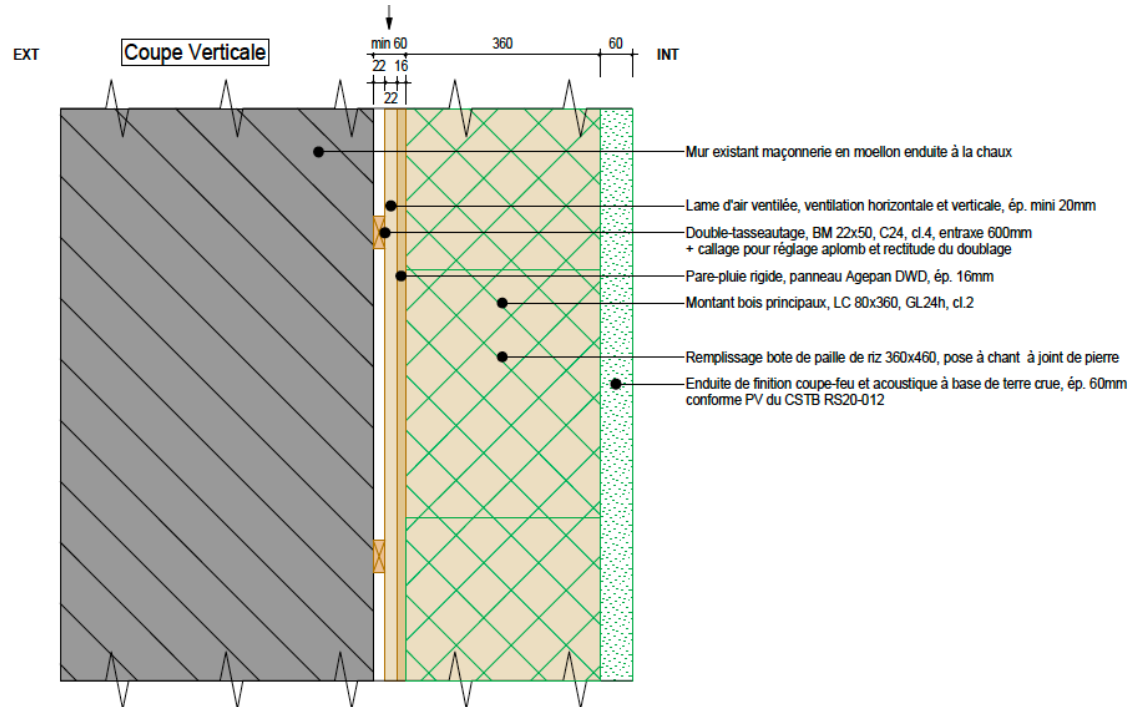 EXT
Coupe Verticale
min 60
360
60
INT
22
16
22
Mur existant maçonnerie en moellon enduite à la chaux
Lame d'air ventilée, ventilation horizontale et verticale, ép. mini 20mm
Double-tasseautage, BM 22x50, C24, cl.4, entraxe 600mm
+ callage pour réglage aplomb et rectitude du doublage
Pare-pluie rigide, panneau Agepan DWD, ép. 16mm
Montant bois principaux, LC 80x360, GL24h, cl.2
Remplissage bote de paille de riz 360x460, pose à chant à joint de pierre
Enduite de finition coupe-feu et acoustique à base de terre crue, ép. 60mm
conforme PV du CSTB RS20-012